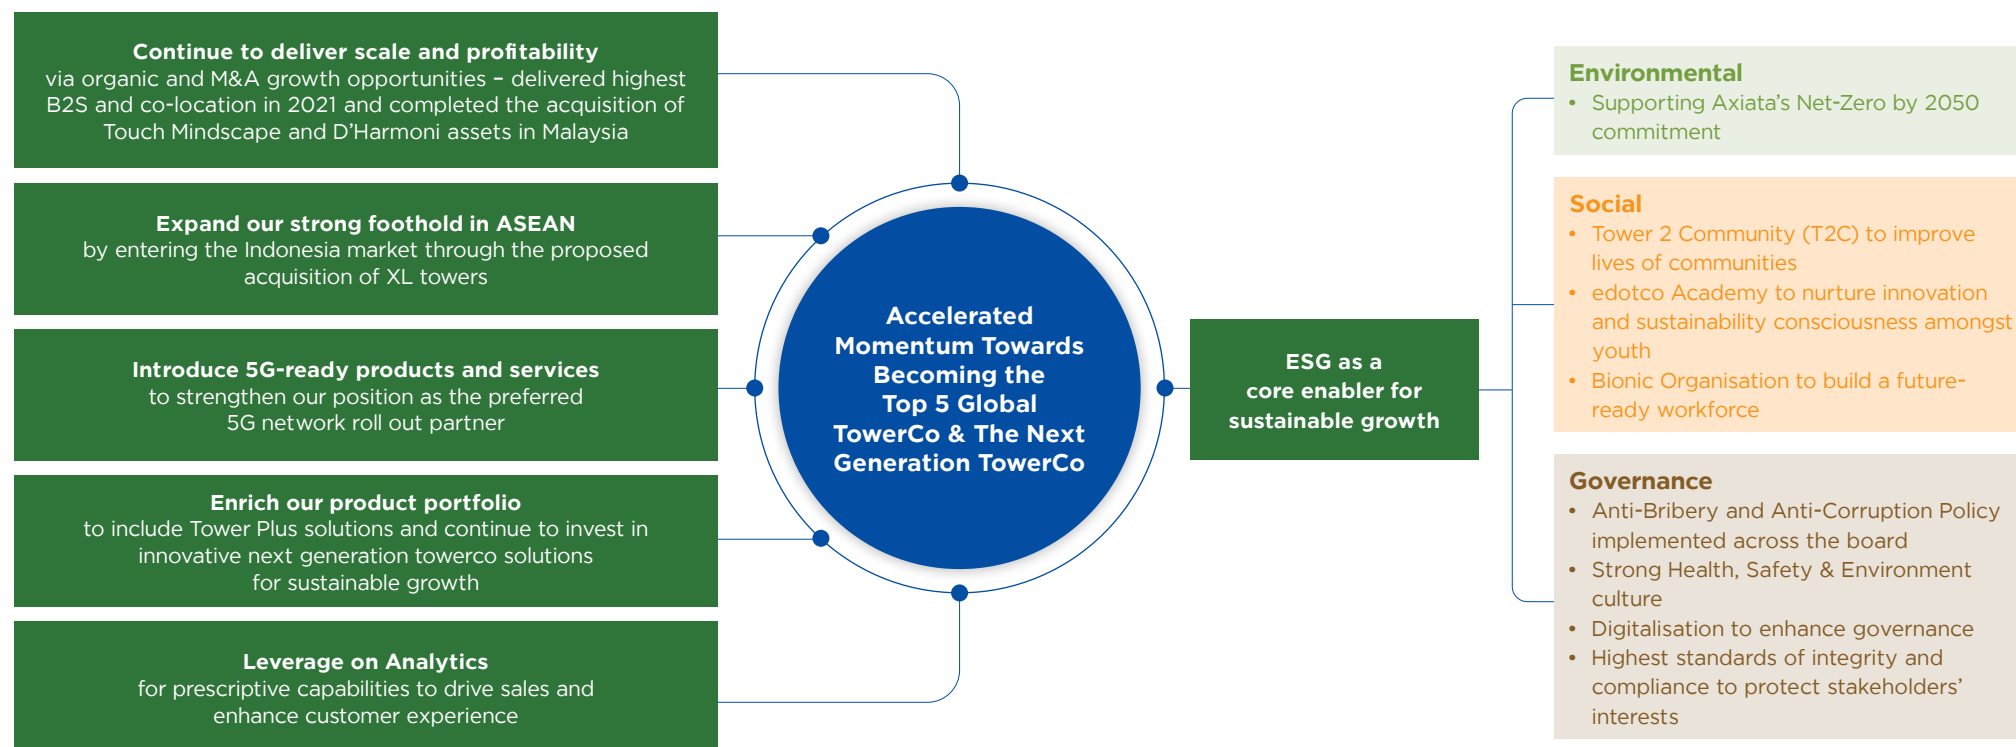 Continue to deliver scale and profitability
via organic and M&A growth opportunities – delivered highest
B2S and co-location in 2021 and completed the acquisition of
Touch Mindscape and D’Harmoni assets in Malaysia
Expand our strong foothold in ASEAN
by entering the Indonesia market through the proposed
acquisition of XL towers
Introduce 5G-ready products and services
to strengthen our position as the preferred
5G network roll out partner
Enrich our product portfolio
to include Tower Plus solutions and continue to invest in
innovative next generation towerco solutions
for sustainable growth
Leverage on Analytics
for prescriptive capabilities to drive sales and
enhance customer experience
Accelerated
Momentum Towards
Becoming the
Top 5 Global
TowerCo & The Next
Generation TowerCo
ESG as a
core enabler for
sustainable growth
Environmental
• Supporting Axiata’s Net-Zero by 2050
commitment
Social
• Tower 2 Community (T2C) to improve
lives of communities
• edotco Academy to nurture innovation
and sustainability consciousness amongst
youth
• Bionic Organisation to build a future-
ready workforce
Governance
• Anti-Bribery and Anti-Corruption Policy
implemented across the board
• Strong Health, Safety & Environment
culture
• Digitalisation to enhance governance
• Highest standards of integrity and
compliance to protect stakeholders’
interests